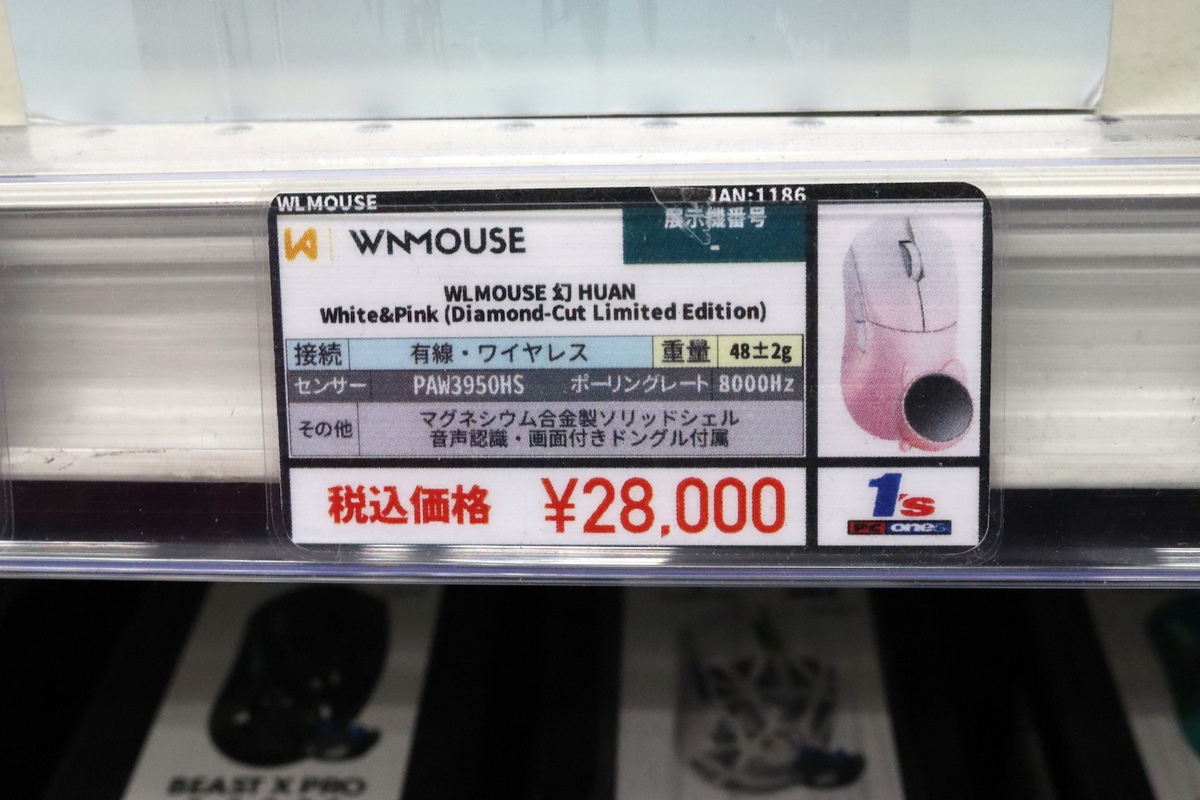 WLMOUSE JAN:1186
WNMOUSE 展示機番号
-
WLMOUSE 幻 HUAN
White&Pink (Diamond-Cut Limited Edition)
接続 有線・ワイヤレス 重量 48±2g
センサー PAW3950HS ポーリングレート 8000Hz
その他 マグネシウム合金製ソリッドシェル
音声認識・画面付きドングル付属
税込価格 ¥28,000
1's
PC one's
BEAST X PRO